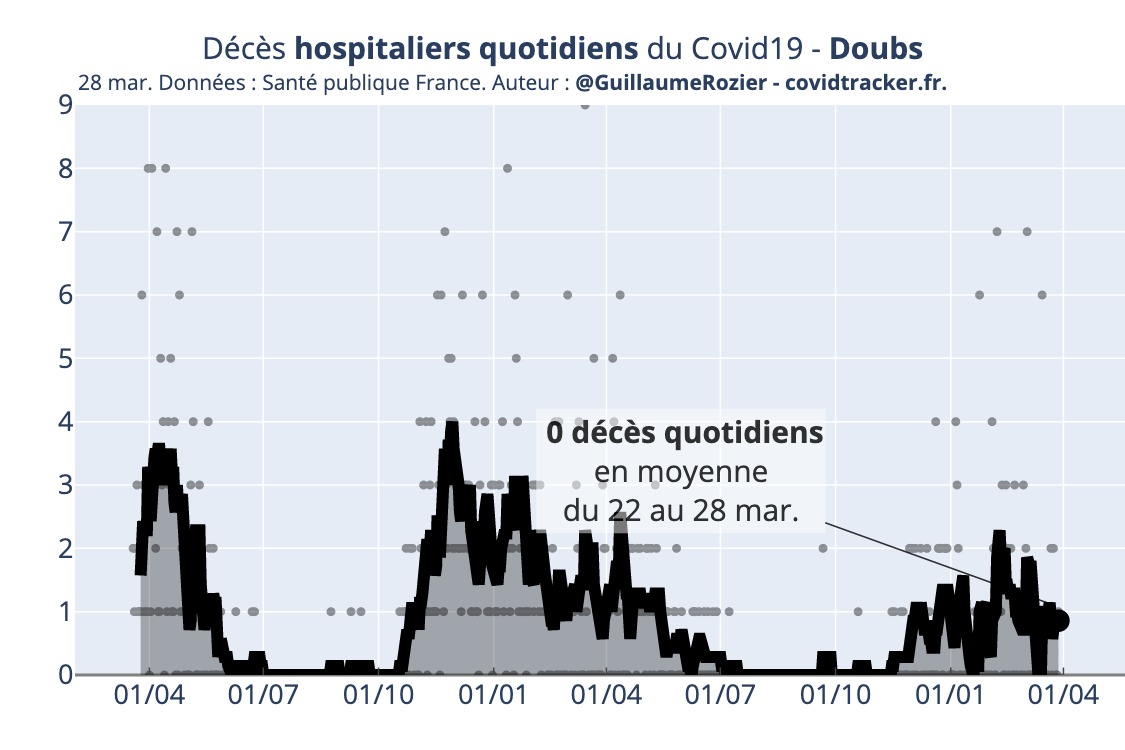 Décès hospitaliers quotidiens du Covid19 - Doubs
28 mar. Données : Santé publique France. Auteur : @GuillaumeRozier - covidtracker.fr.
9
8
7
6
5
4
3
2
1
0
0 décès quotidiens
en moyenne
du 22 au 28 mar.
01/04 01/07 01/10 01/01 01/04 01/07 01/10 01/01 01/04